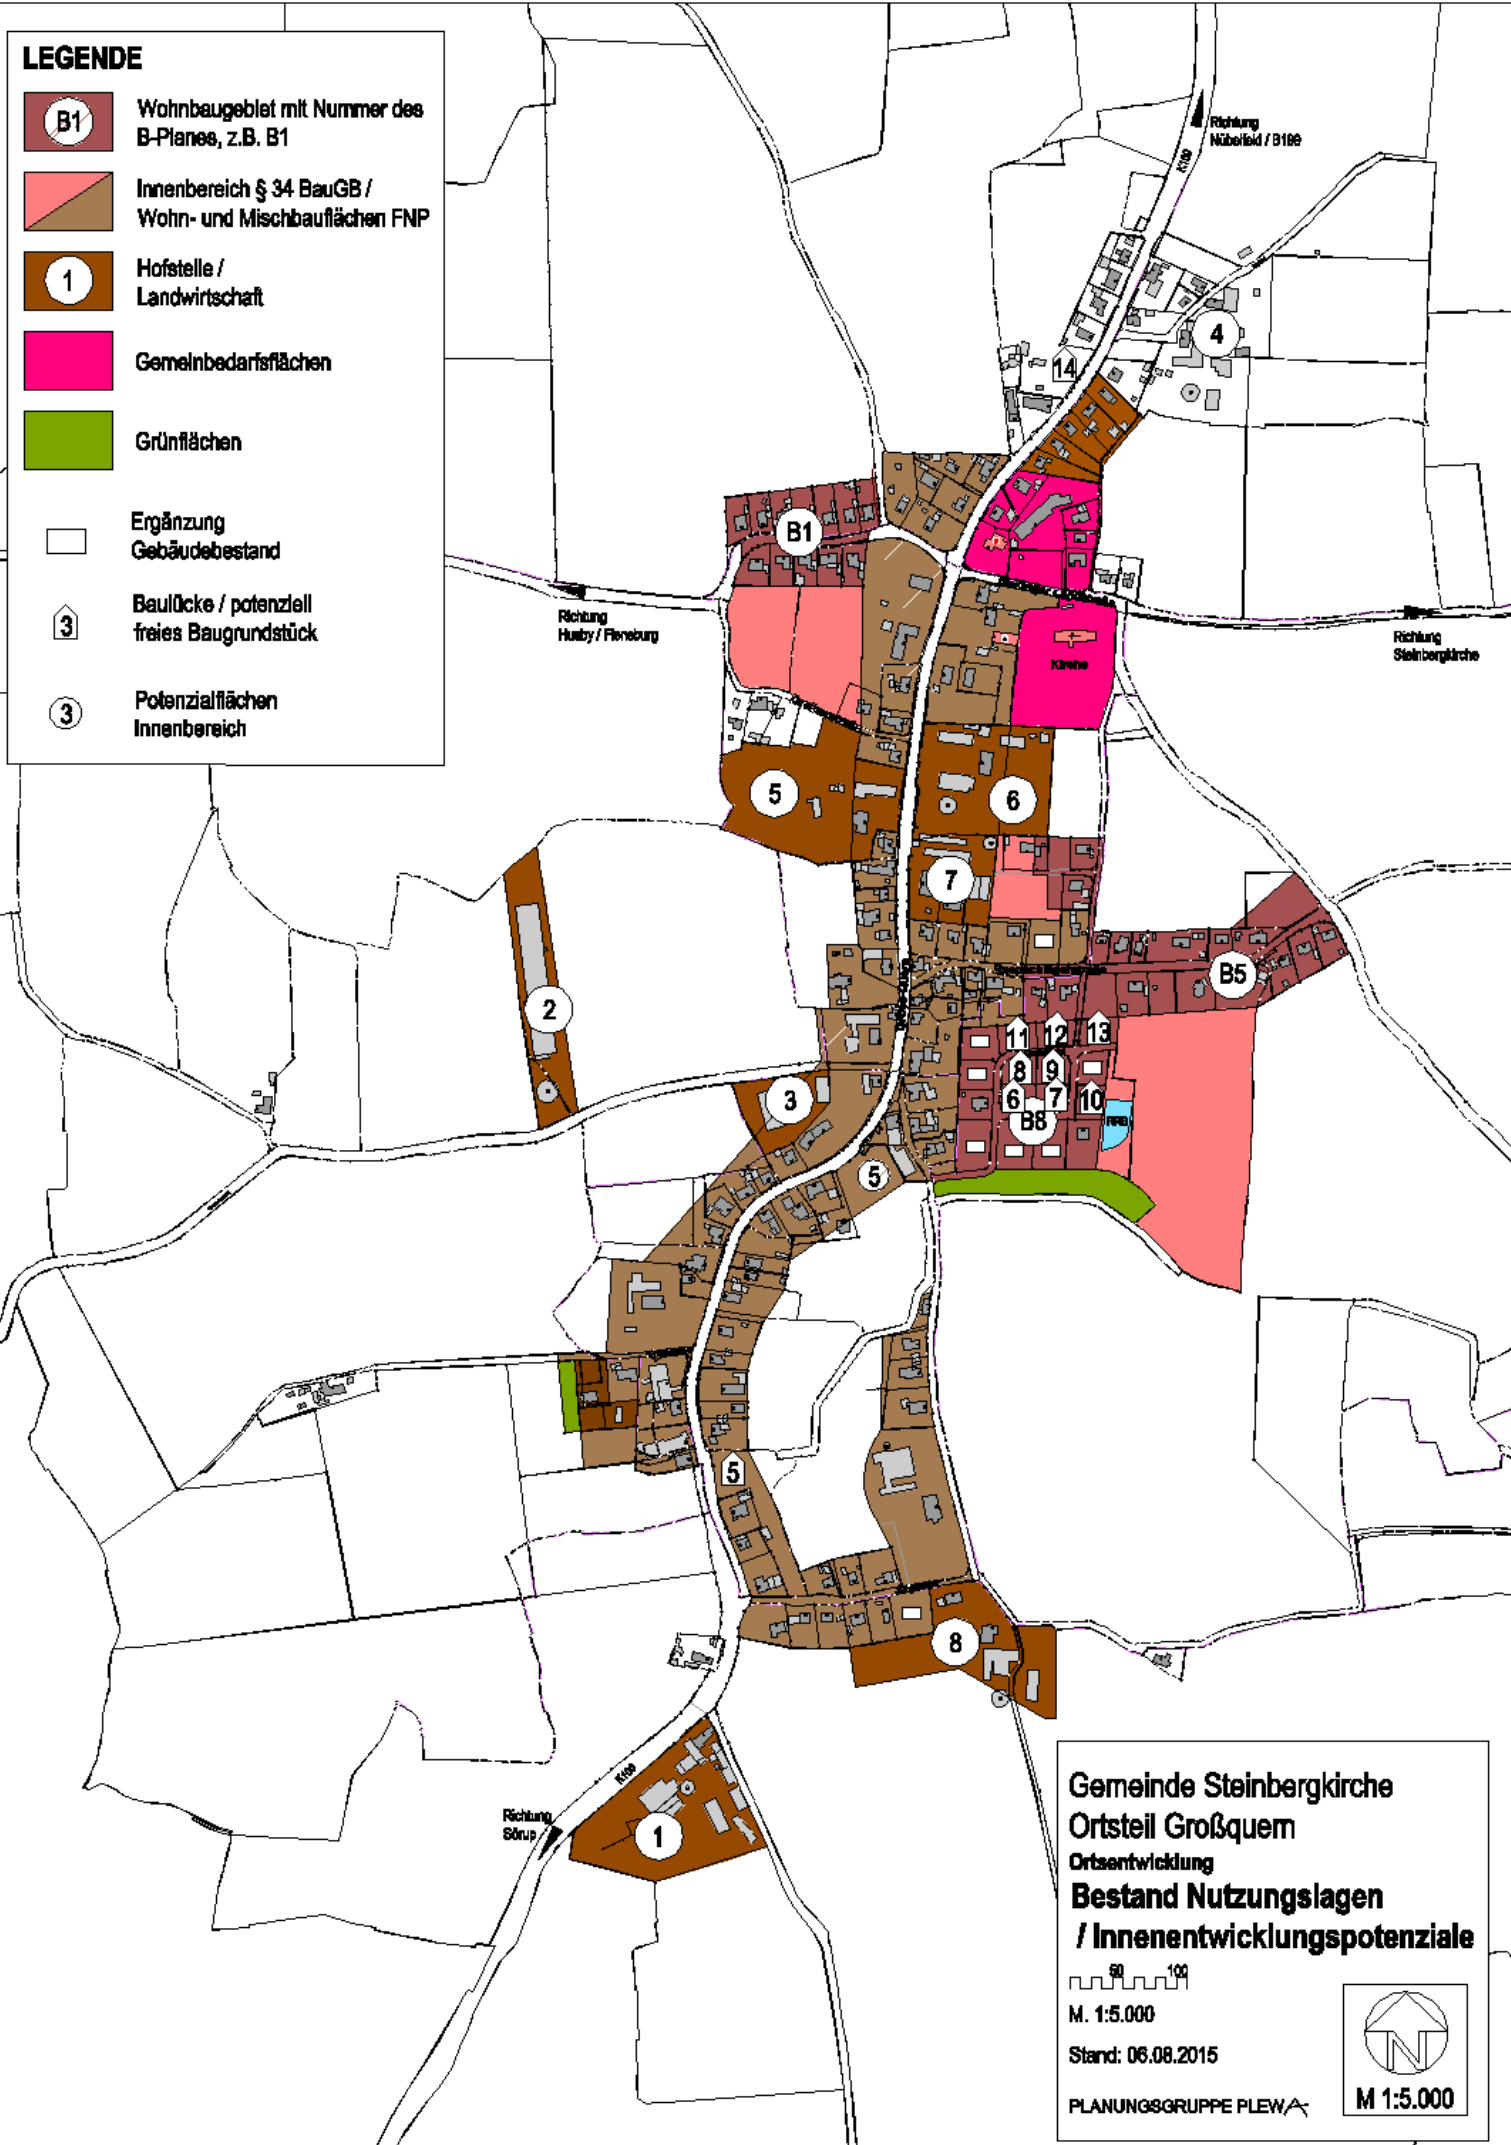 LEGENDE
B1
Wohnbaugebiet mit Nummer des
B-Planes, z.B. B1
Innenbereich § 34 BauGB /
Wohn- und Mischbauflächen FNP
1
Hofstelle /
Landwirtschaft
Gemeinbedarfsflächen
Grünflächen
Ergänzung
Gebäudebestand
3
Baulücke / potenziell
freies Baugrundstück
3
Potenzialflächen
Innenbereich
Richtung
Nübelfeld / B199
K100
4
14
B1
Richtung
Husby / Flensburg
Richtung
Steinbergkirche
Kirche
5
6
7
B5
2
11
12
13
8
9
3
6
7
10
B8
RRB
5
5
8
K100
Richtung
Sörup
1
Gemeinde Steinbergkirche
Ortsteil Großquern
Ortsentwicklung
Bestand Nutzungslagen
/ Innenentwicklungspotenziale
50 100
M. 1:5.000
Stand: 06.08.2015
PLANUNGSGRUPPE PLEWA
N
M 1:5.000